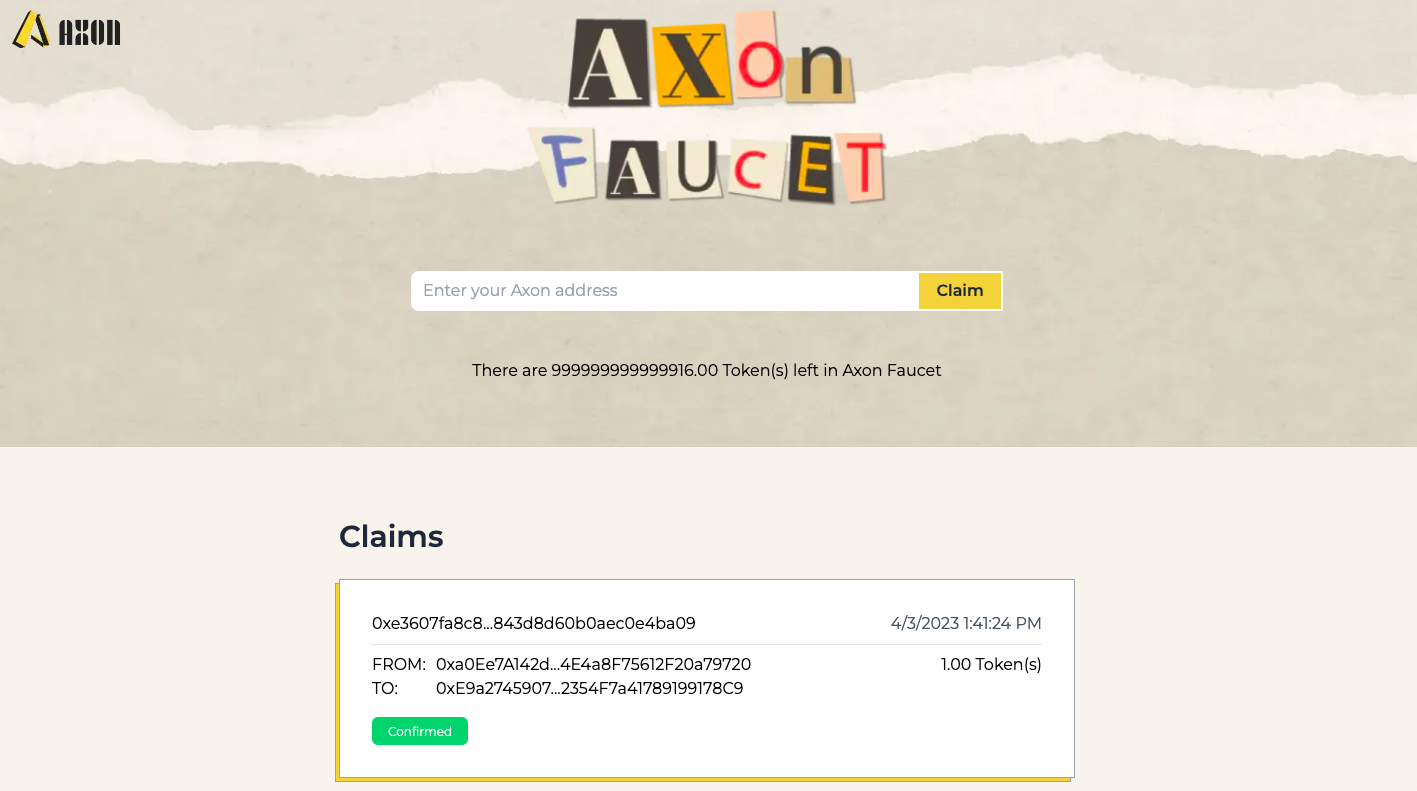 AXON
AXon
FAUCET
Enter your Axon address
Claim
There are 999999999999916.00 Token(s) left in Axon Faucet
Claims
0xe3607fa8c8...843d8d60b0aec0e4ba09
4/3/2023 1:41:24 PM
FROM: 0xa0Ee7A142d...4E4a8F75612F20a79720
1.00 Token(s)
TO: 0xE9a2745907...2354F7a41789199178C9
Confirmed